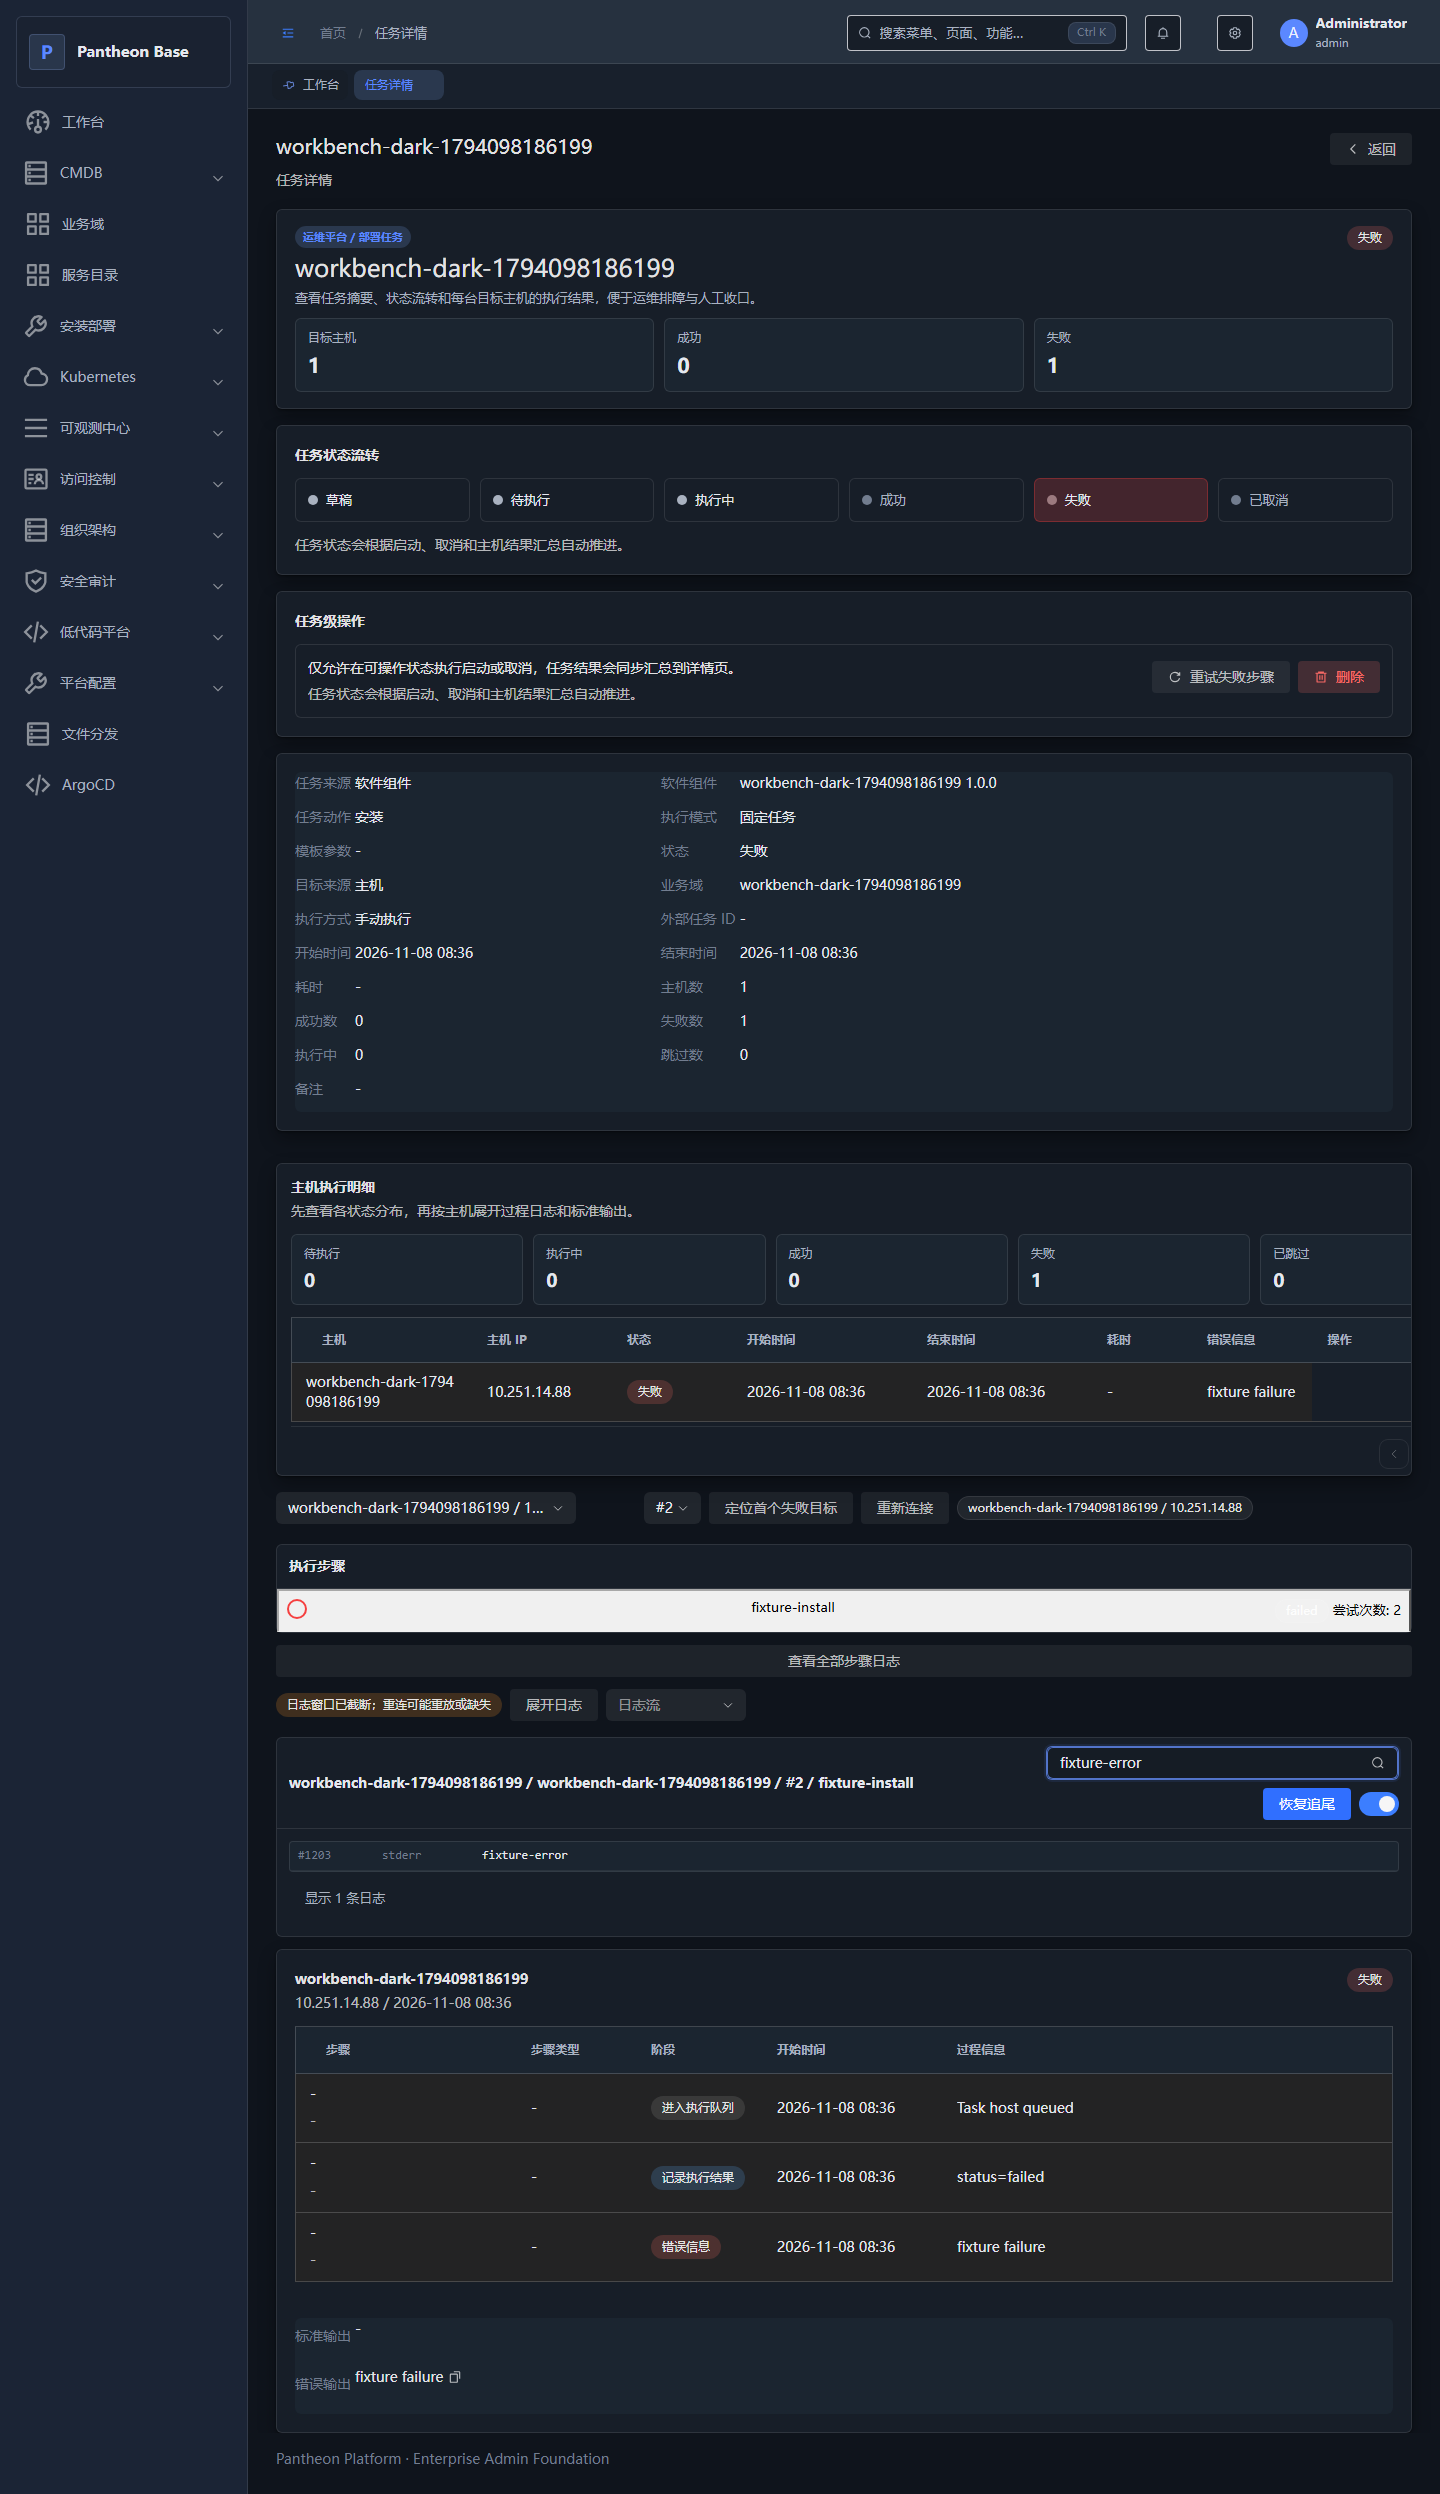 P Pantheon Base
工作台
CMDB
业务域
服务目录
安装部署
Kubernetes
可观测中心
访问控制
组织架构
安全审计
低代码平台
平台配置
文件分发
ArgoCD
首页 / 任务详情
搜索菜单、页面、功能... Ctrl K
A Administrator
admin
工作台 任务详情
workbench-dark-1794098186199
返回
任务详情
运维平台 / 部署任务
失败
workbench-dark-1794098186199
查看任务摘要、状态流转和每台目标主机的执行结果，便于运维排障与人工收口。
目标主机 成功 失败
1 0 1
任务状态流转
草稿 待执行 执行中 成功 失败 已取消
任务状态会根据启动、取消和主机结果汇总自动推进。
任务级操作
仅允许在可操作状态执行启动或取消，任务结果会同步汇总到详情页。
任务状态会根据启动、取消和主机结果汇总自动推进。
重试失败步骤 删除
任务来源 软件组件 软件组件 workbench-dark-1794098186199 1.0.0
任务动作 安装 执行模式 固定任务
模板参数 - 状态 失败
目标来源 主机 业务域 workbench-dark-1794098186199
执行方式 手动执行 外部任务 ID -
开始时间 2026-11-08 08:36 结束时间 2026-11-08 08:36
耗时 - 主机数 1
成功数 0 失败数 1
执行中 0 跳过数 0
备注 -
主机执行明细
先查看各状态分布，再按主机展开过程日志和标准输出。
待执行 执行中 成功 失败 已跳过
0 0 0 1 0
主机 主机 IP 状态 开始时间 结束时间 耗时 错误信息 操作
workbench-dark-1794
098186199
10.251.14.88 失败 2026-11-08 08:36 2026-11-08 08:36 - fixture failure
workbench-dark-1794098186199 / 1... #2 定位首个失败目标 重新连接 workbench-dark-1794098186199 / 10.251.14.88
执行步骤
fixture-install failed 尝试次数: 2
查看全部步骤日志
日志窗口已截断；重连可能重放或缺失 展开日志 日志流
fixture-error
workbench-dark-1794098186199 / workbench-dark-1794098186199 / #2 / fixture-install
恢复追尾
#1203 stderr fixture-error
显示 1 条日志
workbench-dark-1794098186199
失败
10.251.14.88 / 2026-11-08 08:36
步骤 步骤类型 阶段 开始时间 过程信息
-
- - 进入执行队列 2026-11-08 08:36 Task host queued
-
- - 记录执行结果 2026-11-08 08:36 status=failed
-
- - 错误信息 2026-11-08 08:36 fixture failure
标准输出 -
错误输出 fixture failure
Pantheon Platform · Enterprise Admin Foundation